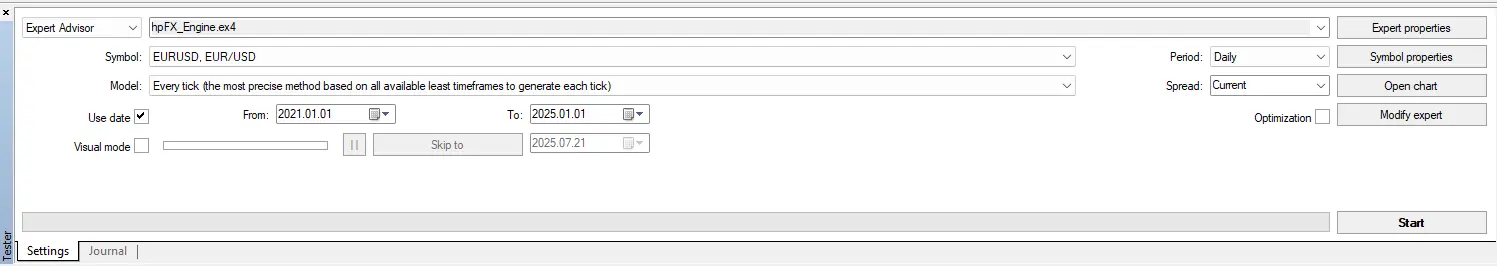 Expert Advisor hpFX_Engine.ex4 Expert properties
Symbol: EURUSD, EUR/USD Period: Daily Symbol properties
Model: Every tick (the most precise method based on all available least timeframes to generate each tick) Spread: Current Open chart
Use date From: 2021.01.01 To: 2025.01.01 Optimization Modify expert
Visual mode Skip to 2025.07.21
Start
Tester
Settings Journal